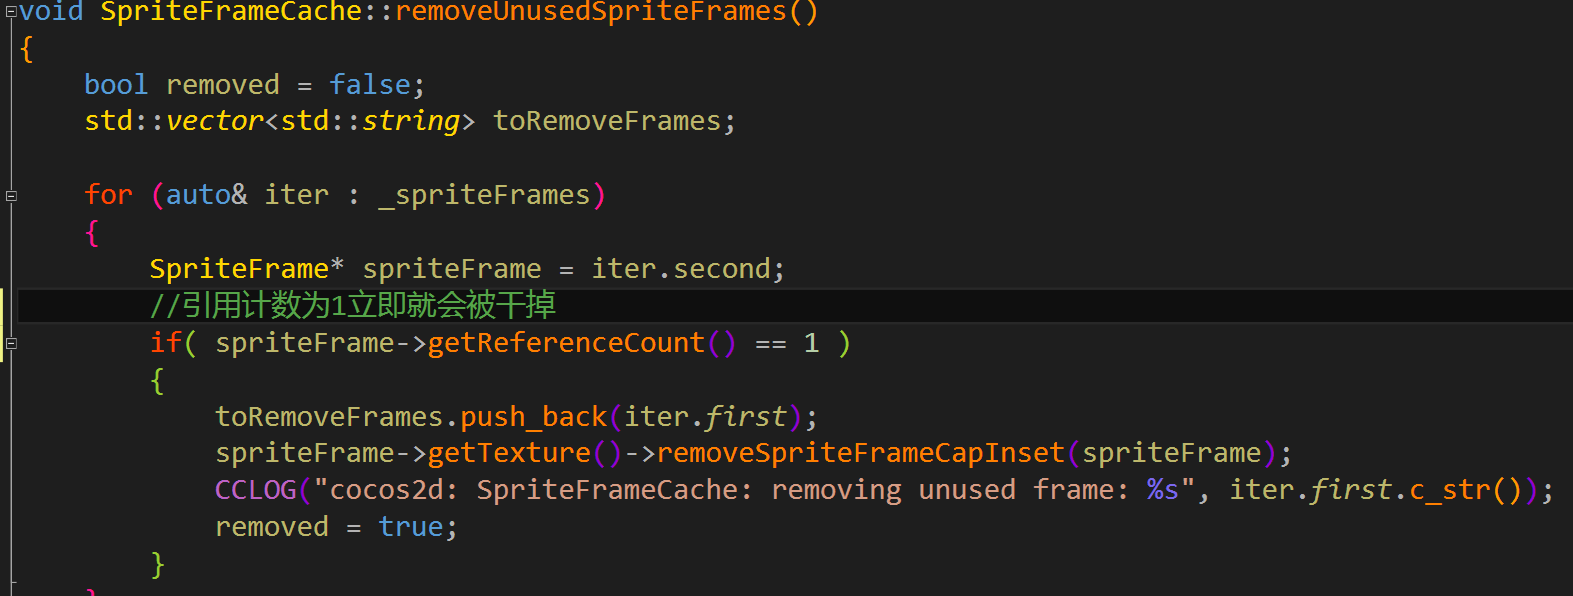 void SpriteFrameCache::removeUnusedSpriteFrames()
{
    bool removed = false;
    std::vector<std::string> toRemoveFrames;
    for (auto& iter : _spriteFrames)
    {
        SpriteFrame* spriteFrame = iter.second;
        //引用计数为1立即就会被干掉
        if( spriteFrame->getReferenceCount() == 1 )
        {
            toRemoveFrames.push_back(iter.first);
            spriteFrame->getTexture()->removeSpriteFrameCapInset(spriteFrame);
            CCLOG("cocos2d: SpriteFrameCache: removing unused frame: %s", iter.first.c_str());
            removed = true;
        }
    }